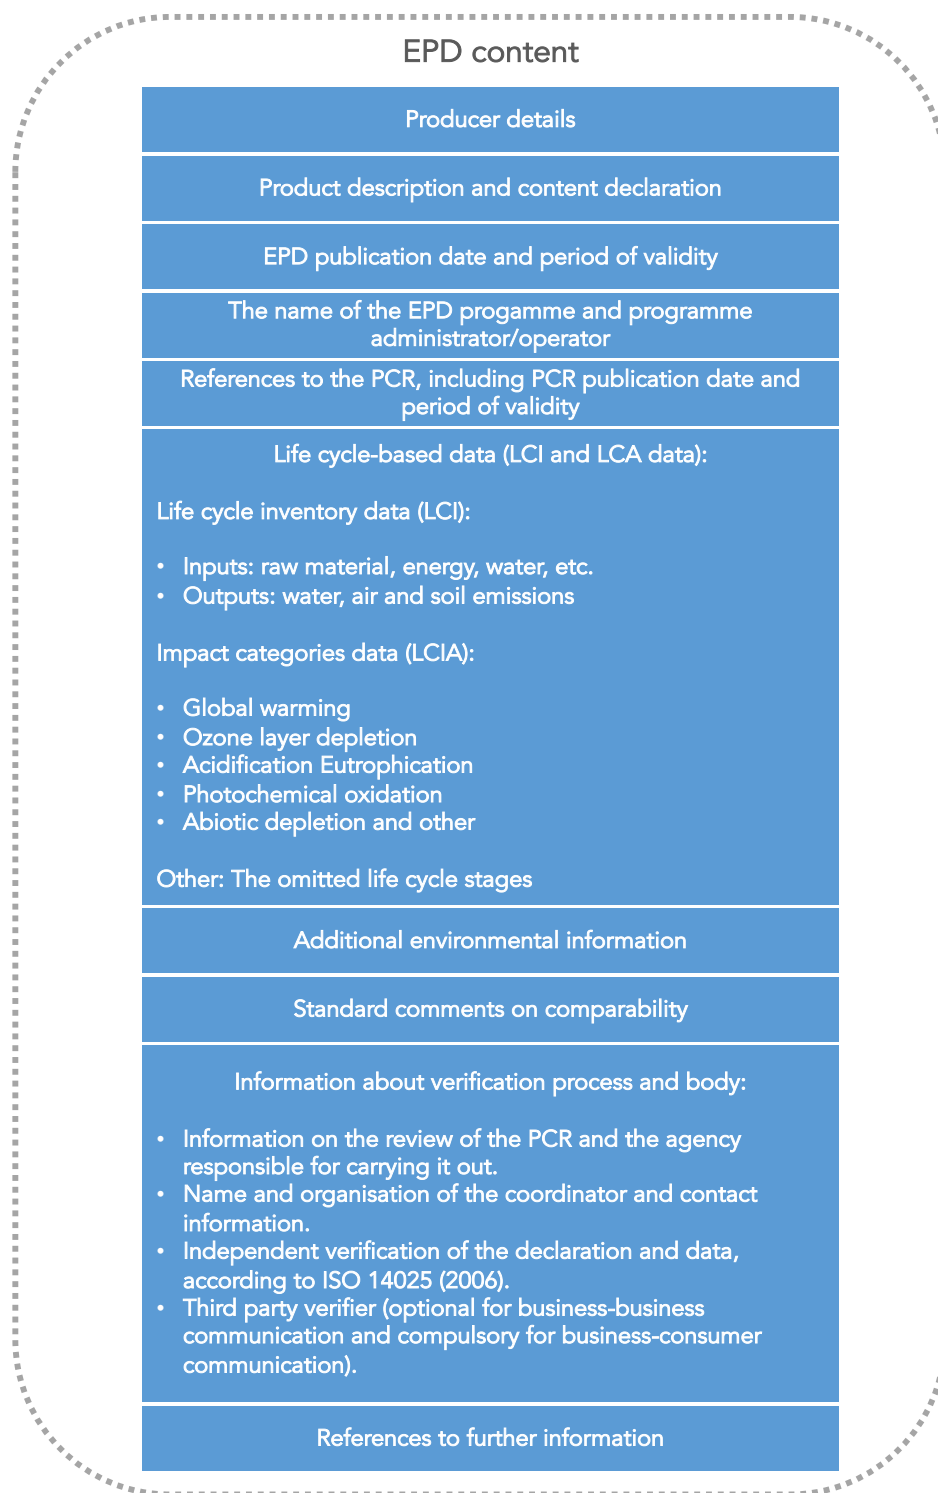 EPD content
Producer details
Product description and content declaration
EPD publication date and period of validity
The name of the EPD progamme and programme
administrator/operator
References to the PCR, including PCR publication date and
period of validity
Life cycle-based data (LCI and LCA data):
Life cycle inventory data (LCI):
• Inputs: raw material, energy, water, etc.
• Outputs: water, air and soil emissions
Impact categories data (LCIA):
• Global warming
• Ozone layer depletion
• Acidification Eutrophication
• Photochemical oxidation
• Abiotic depletion and other
Other: The omitted life cycle stages
Additional environmental information
Standard comments on comparability
Information about verification process and body:
• Information on the review of the PCR and the agency
responsible for carrying it out.
• Name and organisation of the coordinator and contact
information.
• Independent verification of the declaration and data,
according to ISO 14025 (2006).
• Third party verifier (optional for business-business
communication and compulsory for business-consumer
communication).
References to further information